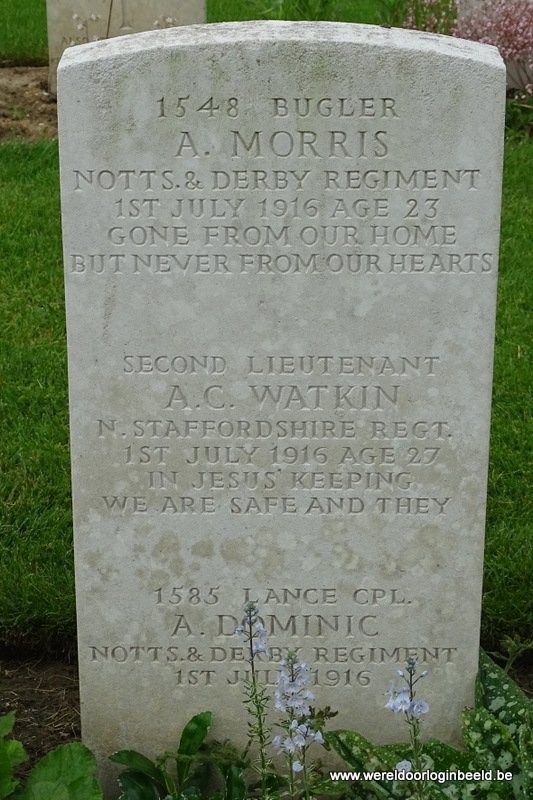 1548 BUGLER
A. MORRIS
NOTTS. & DERBY REGIMENT
1ST JULY 1916 AGE 23
GONE FROM OUR HOME
BUT NEVER FROM OUR HEARTS
SECOND LIEUTENANT
A.C. WATKIN
N. STAFFORDSHIRE REGT.
1ST JULY 1916 AGE 27
IN JESUS' KEEPING
WE ARE SAFE AND THEY
1585 LANCE CPL.
A. DOMINIC
NOTTS. & DERBY REGIMENT
1ST JULY 1916
www.wereldoorloginbeeld.be